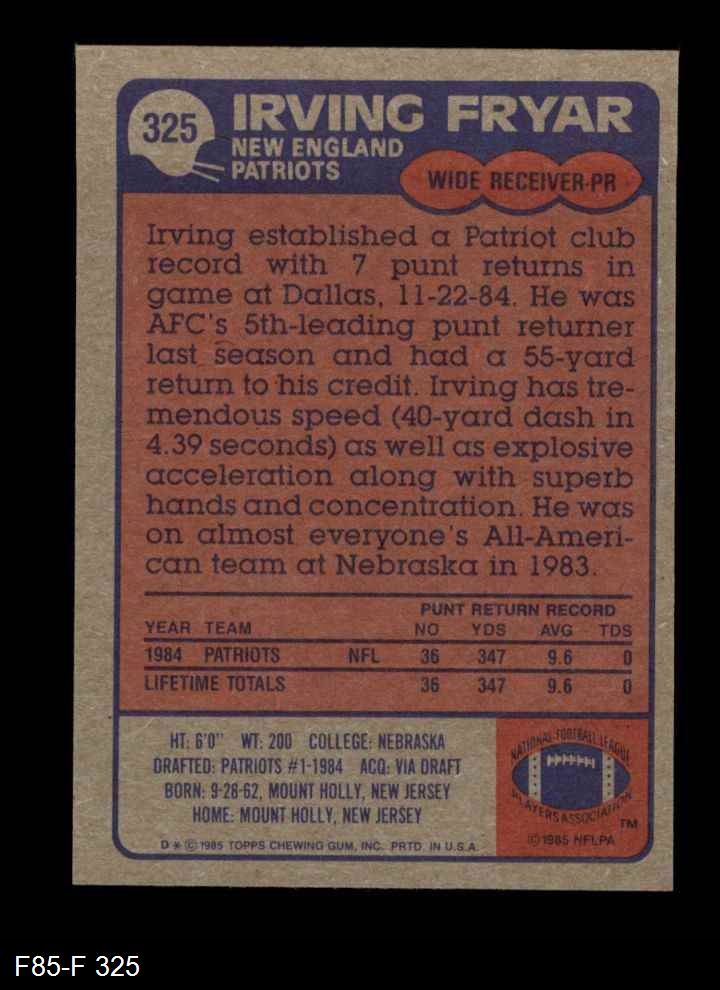 325
IRVING FRYAR
NEW ENGLAND
PATRIOTS
WIDE RECEIVER-PR
Irving established a Patriot club
record with 7 punt returns in
game at Dallas, 11-22-84. He was
AFC's 5th-leading punt returner
last season and had a 55-yard
return to his credit. Irving has tre-
mendous speed (40-yard dash in
4.39 seconds) as well as explosive
acceleration along with superb
hands and concentration. He was
on almost everyone's All-Ameri-
can team at Nebraska in 1983.
PUNT RETURN RECORD
YEAR TEAM NO YDS AVG TDS
1984 PATRIOTS NFL 36 347 9.6 0
LIFETIME TOTALS 36 347 9.6 0
HT: 6'0" WT: 200 COLLEGE: NEBRASKA
DRAFTED: PATRIOTS #1-1984 ACQ: VIA DRAFT
BORN: 9-28-62, MOUNT HOLLY, NEW JERSEY
HOME: MOUNT HOLLY, NEW JERSEY
D * © 1985 TOPPS CHEWING GUM, INC. PRTD. IN U.S.A.
NATIONAL FOOTBALL LEAGUE
PLAYERS ASSOCIATION
TM
© 1985 NFLPA
F85-F 325